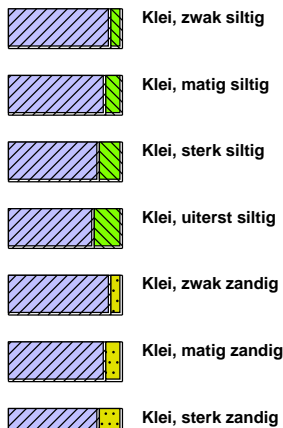 Klei, zwak siltig
Klei, matig siltig
Klei, sterk siltig
Klei, uiterst siltig
Klei, zwak zandig
Klei, matig zandig
Klei, sterk zandig